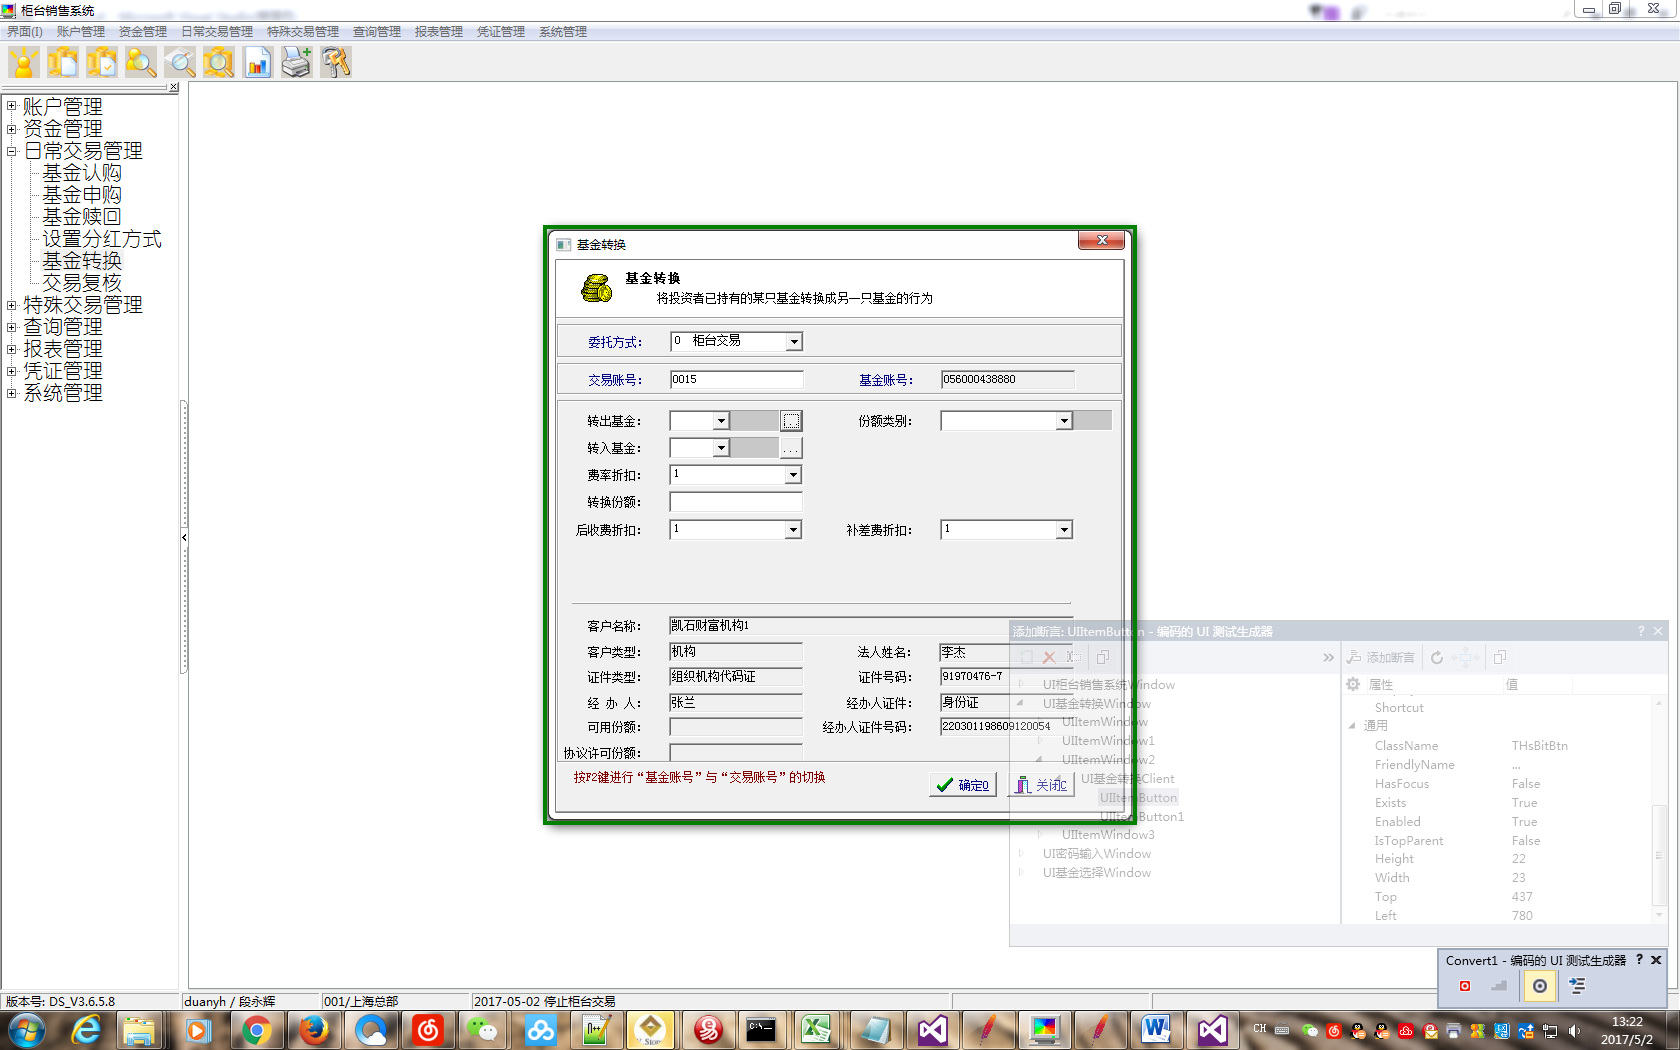 柜台销售系统
界面(I) 账户管理 资金管理 日常交易管理 特殊交易管理 查询管理 报表管理 凭证管理 系统管理
账户管理
资金管理
日常交易管理
基金认购
基金申购
基金赎回
设置分红方式
基金转换
交易复核
特殊交易管理
查询管理
报表管理
凭证管理
系统管理
基金转换
基金转换
将投资者已持有的某只基金转换成另一只基金的行为
委托方式： 0 柜台交易
交易账号： 0015 基金账号： 056000438880
转出基金： ... 份额类别：
转入基金： ...
费率折扣： 1
转换份额：
后收费折扣： 1 补差费折扣： 1
客户名称： 凯石财富机构1
客户类型： 机构 法人姓名： 李杰
证件类型： 组织机构代码证 证件号码： 91970476-7
经 办 人： 张兰 经办人证件： 身份证
可用份额： 经办人证件号码： 220301198609120054
协议许可份额：
按F2键进行“基金账号”与“交易账号”的切换
确定O 关闭C
添加断言: UIItemButton - 编码的 UI 测试生成器 ?
» 添加断言
属性 值
UI柜台销售系统Window
UI基金转换Window
UIItemWindow
UIItemWindow1
UIItemWindow2
UI基金转换Client
UIItemButton
UIItemButton1
UIItemWindow3
UI密码输入Window
UI基金选择Window
Shortcut
通用
ClassName THsBitBtn
FriendlyName ...
HasFocus False
Exists True
Enabled True
IsTopParent False
Height 22
Width 23
Top 437
Left 780
Convert1 - 编码的 UI 测试生成器 ?
版本号: DS_V3.6.5.8 duanyh / 段永辉 001/上海总部 2017-05-02 停止柜台交易
CH
13:22
2017/5/2